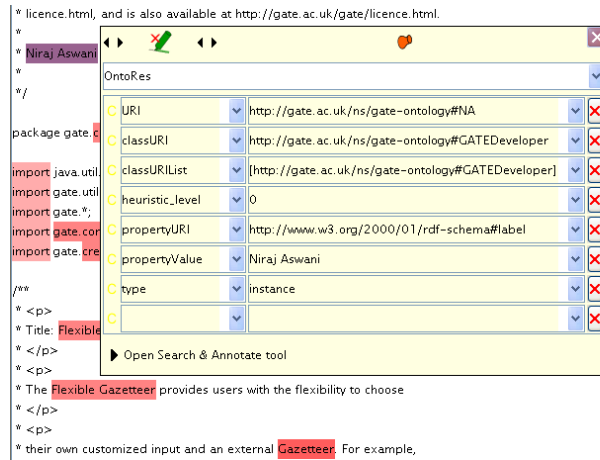 * licence.html, and is also available at http://gate.ac.uk/gate/licence.html.
*
* Niraj Aswani
*
*/
package gate.c
import java.util.
import gate.util
import gate.*;
import gate.cor
import gate.cre
/**
* <p>
* Title: Flexible
* </p>
* <p>
* The Flexible Gazetteer provides users with the flexibility to choose
* </p>
* <p>
* their own customized input and an external Gazetteer. For example,
OntoRes
C URI http://gate.ac.uk/ns/gate-ontology#NA
C classURI http://gate.ac.uk/ns/gate-ontology#GATEDeveloper
C classURIList [http://gate.ac.uk/ns/gate-ontology#GATEDeveloper]
C heuristic_level 0
C propertyURI http://www.w3.org/2000/01/rdf-schema#label
C propertyValue Niraj Aswani
C type instance
C
Open Search & Annotate tool